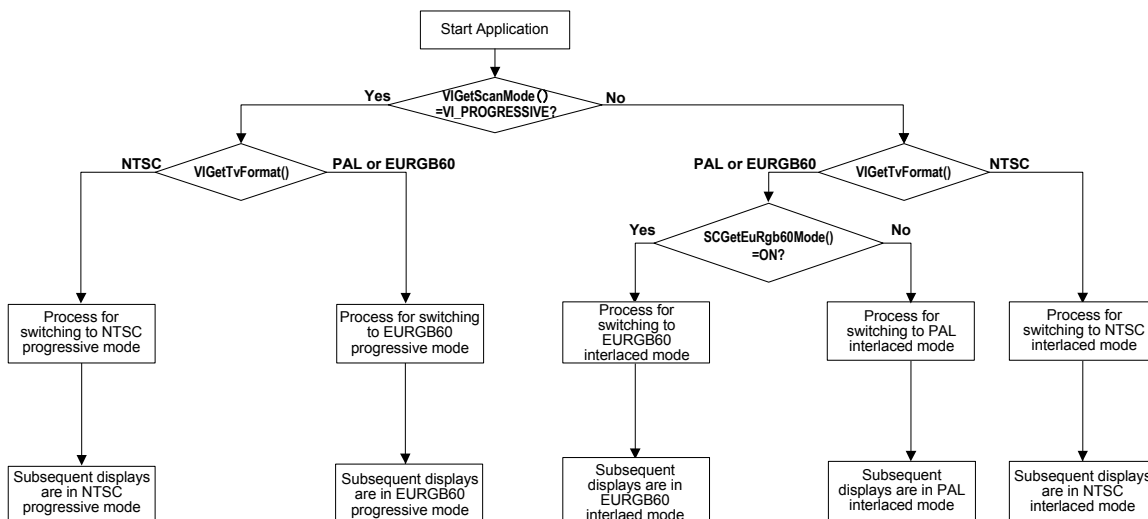 Start Application
VIGetScanMode()
=VI_PROGRESSIVE?
Yes
No
NTSC
VIGetTvFormat()
PAL or EURGB60
PAL or EURGB60
VIGetTvFormat()
NTSC
Yes
SCGetEuRgb60Mode()
=ON?
No
Process for
switching to NTSC
progressive mode
Process for switching
to EURGB60
progressive mode
Process for
switching to
EURGB60
interlaced mode
Process for
switching to PAL
interlaced mode
Process for
switching to NTSC
interlaced mode
Subsequent displays
are in NTSC
progressive mode
Subsequent displays
are in EURGB60
progressive mode
Subsequent
displays are in
EURGB60
interlaed mode
Subsequent
displays are in PAL
interlaced mode
Subsequent displays
are in NTSC
interlaced mode